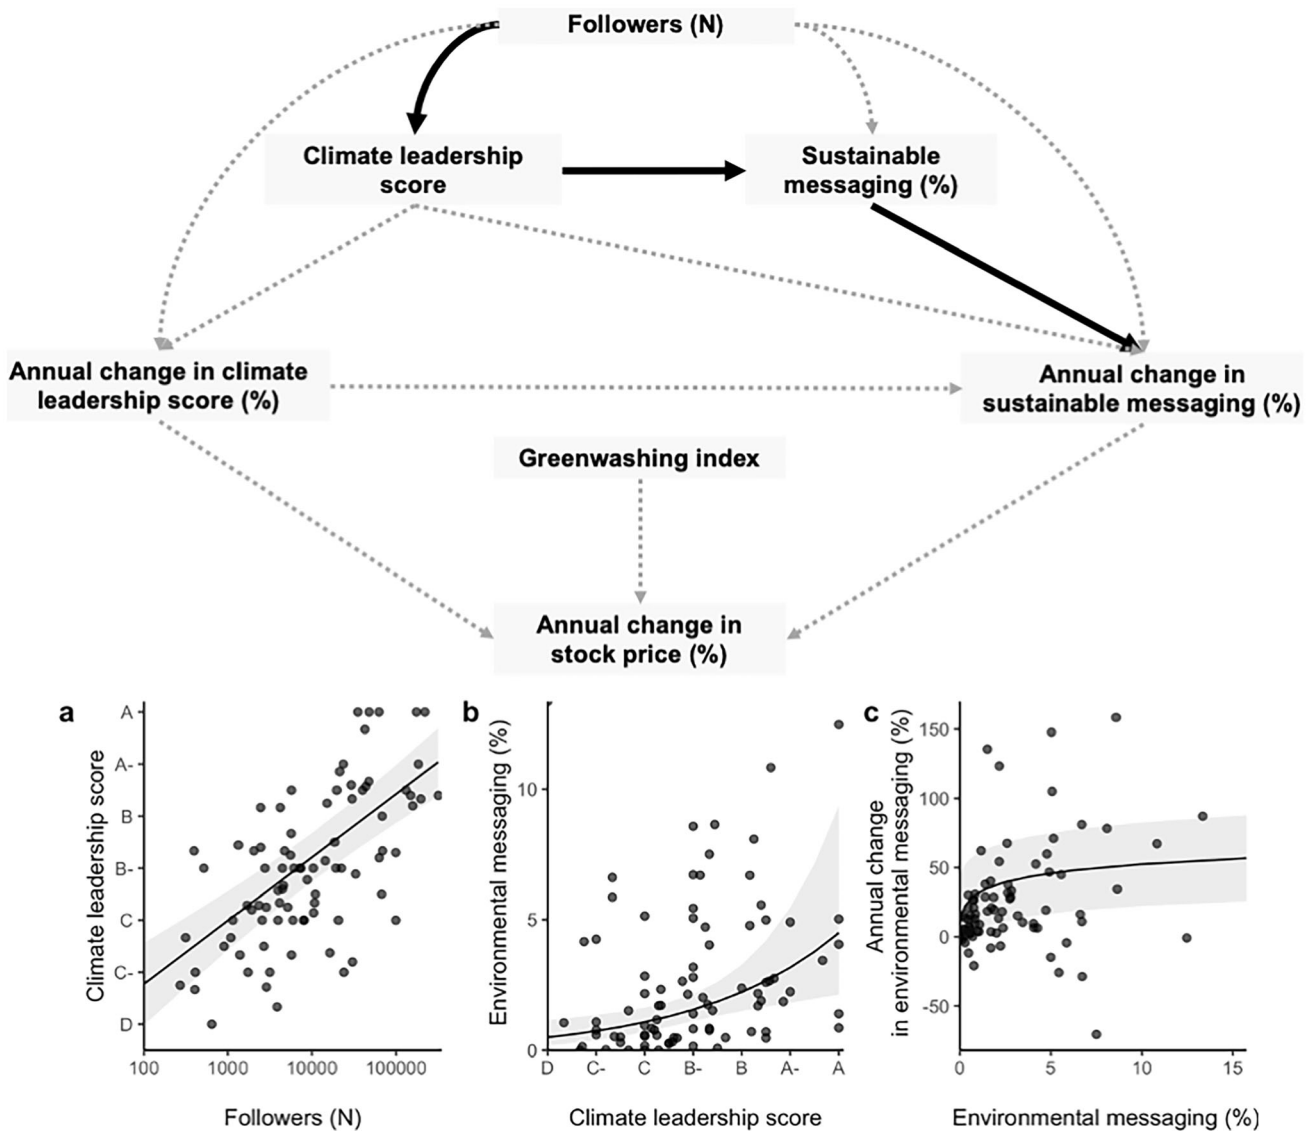 Followers (N)
Climate leadership
score
Sustainable
messaging (%)
Annual change in climate
leadership score (%)
Annual change in
sustainable messaging (%)
Greenwashing index
Annual change in
stock price (%)
a
Climate leadership score
A
A-
B
B-
C
C-
D
100 1000 10000 100000
Followers (N)
b
Environmental messaging (%)
10
5
0
D C- C B- B A- A
Climate leadership score
c
Annual change
in environmental messaging (%)
150
100
50
0
-50
0 5 10 15
Environmental messaging (%)